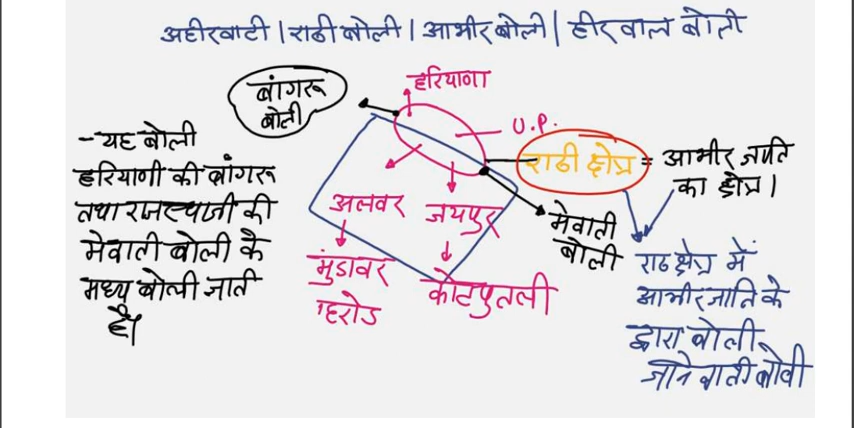 अहीरवाटी | राठी बोली | आभीर बोली | हीरवाल बोली
बांगरू
बोली
हरियाणा
U.P.
राठी क्षेत्र = आभीर जाति
का क्षेत्र |
- यह बोली
हरियाणी की बांगरू
तथा राजस्थानी की
मेवाती बोली के
मध्य बोली जाती
है।
अलवर
जयपुर
मेवाती
बोली
मुंडावर
कोटपुतली
राठ क्षेत्र में
आभीर जाति के
द्वारा बोली
जाने वाली बोली